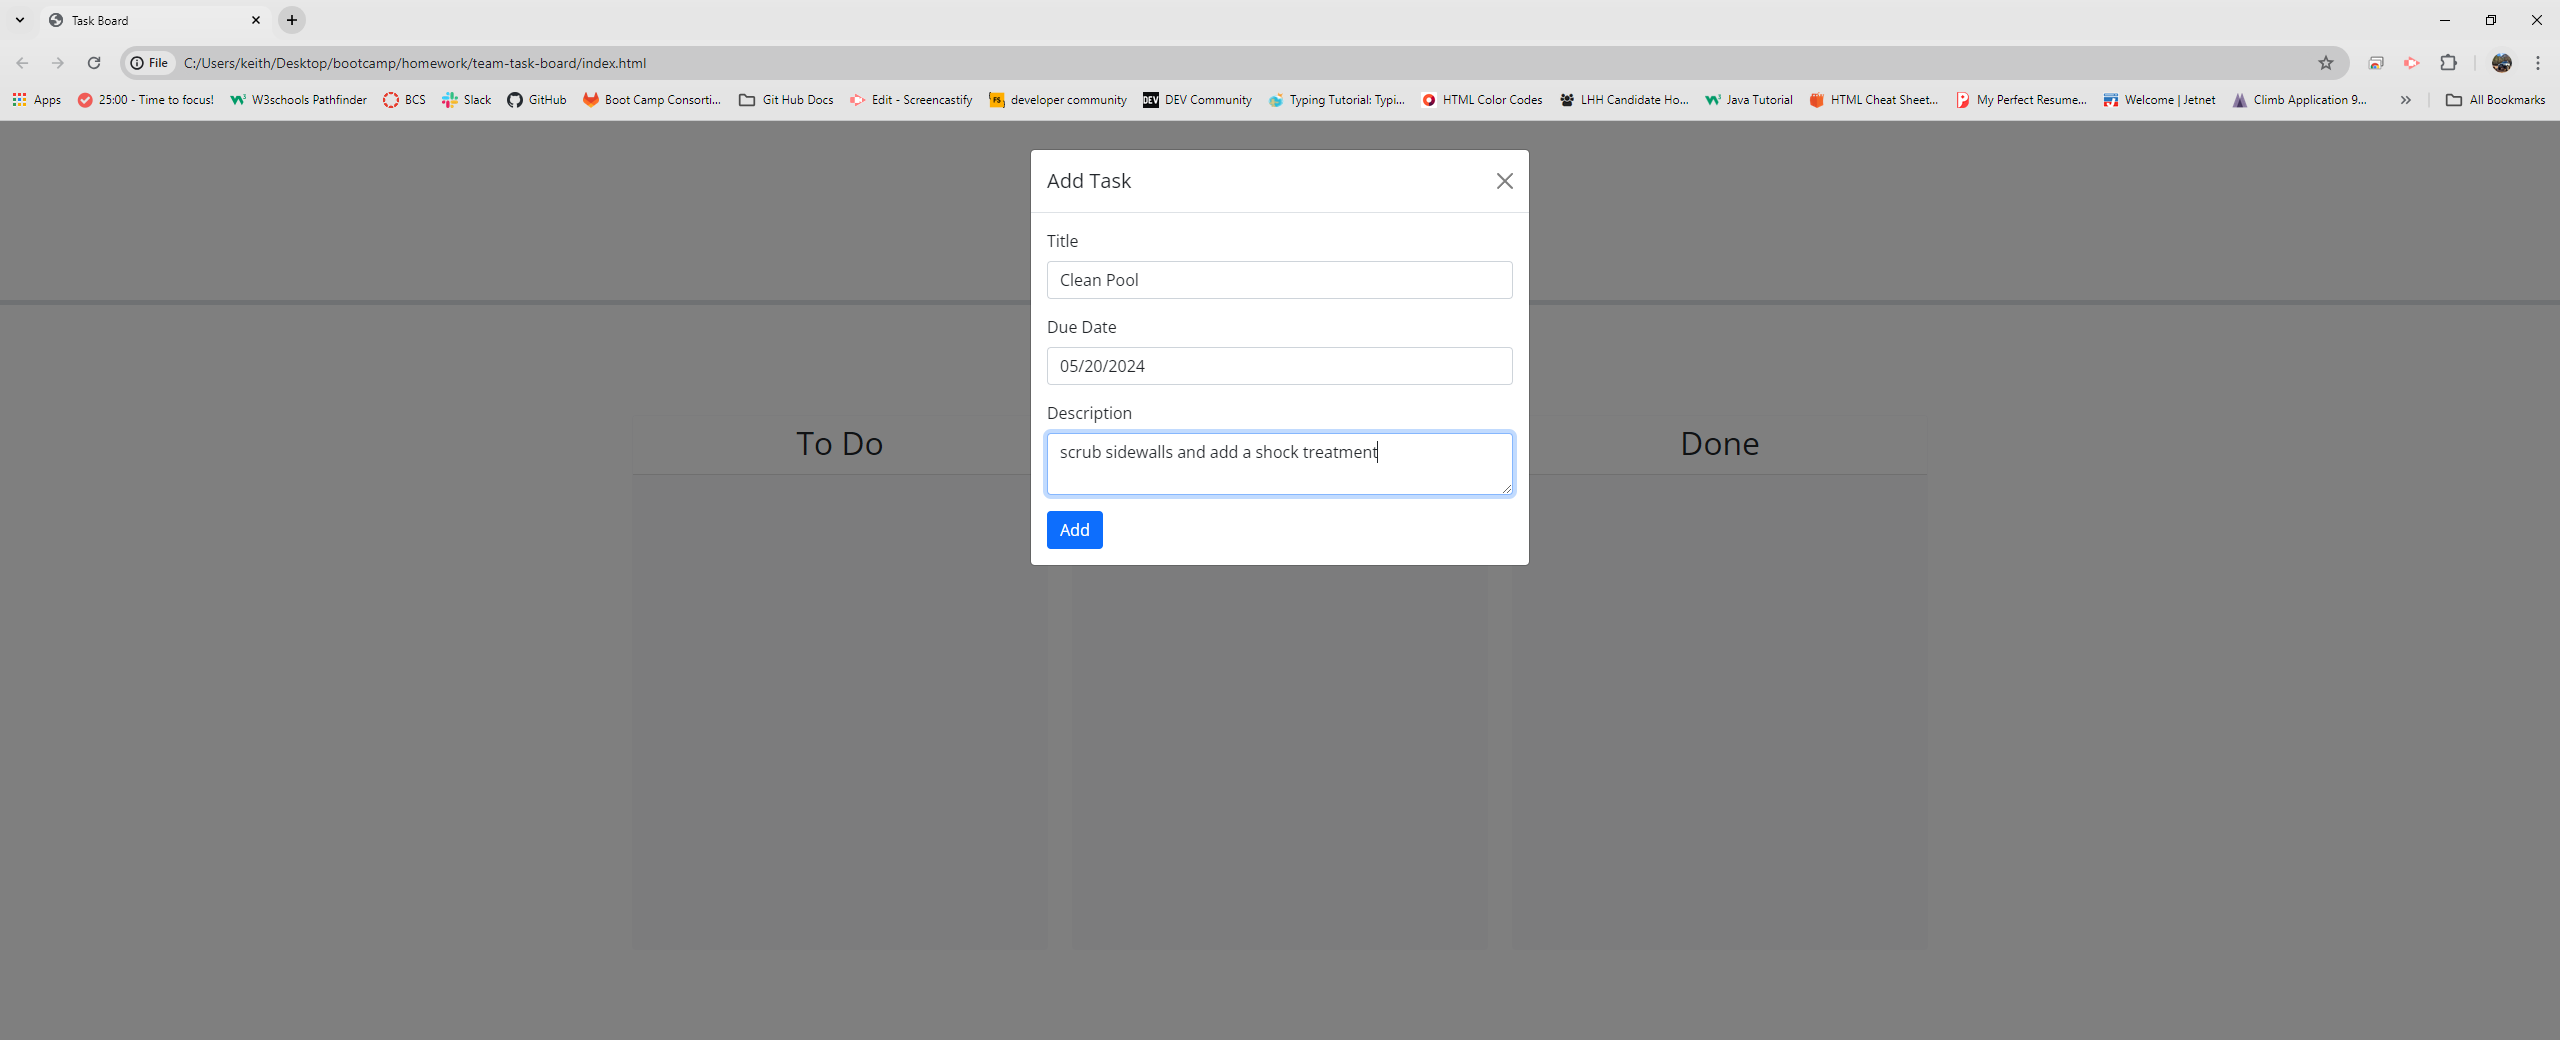 Task Board
File C:/Users/keith/Desktop/bootcamp/homework/team-task-board/index.html
Apps 25:00 - Time to focus! W3schools Pathfinder BCS Slack GitHub Boot Camp Consorti... Git Hub Docs Edit - Screencastify developer community DEV Community Typing Tutorial: Typi... HTML Color Codes LHH Candidate Ho... Java Tutorial HTML Cheat Sheet... My Perfect Resume... Welcome | Jetnet Climb Application 9... » All Bookmarks
Add Task
Title
Clean Pool
Due Date
05/20/2024
Description
To Do
scrub sidewalls and add a shock treatment
Done
Add